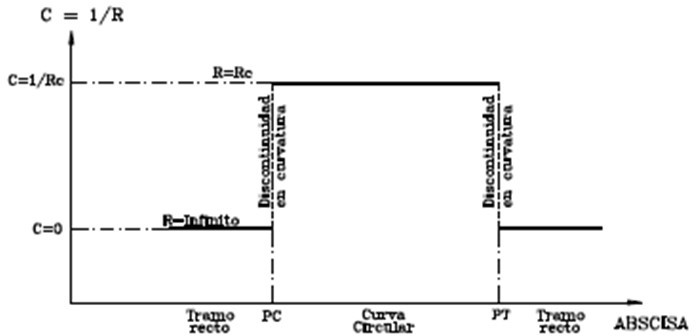 C = 1/R
C=1/Rc
R=Rc
Discontinuidad
en curvatura
Discontinuidad
en curvatura
R=Infinito
C=0
Tramo
recto
PC
Curva
Circular
PT
Tramo
recto
ABSCISA